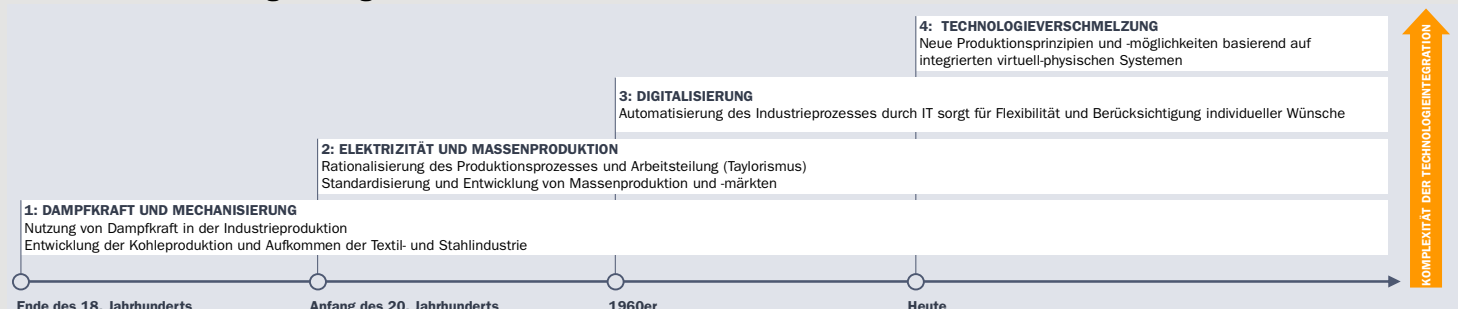 4: TECHNOLOGIEVERSCHMELZUNG
Neue Produktionsprinzipien und -möglichkeiten basierend auf
integrierten virtuell-physischen Systemen
3: DIGITALISIERUNG
Automatisierung des Industrieprozesses durch IT sorgt für Flexibilität und Berücksichtigung individueller Wünsche
2: ELEKTRIZITÄT UND MASSENPRODUKTION
Rationalisierung des Produktionsprozesses und Arbeitsteilung (Taylorismus)
Standardisierung und Entwicklung von Massenproduktion und -märkten
1: DAMPFKRAFT UND MECHANISIERUNG
Nutzung von Dampfkraft in der Industrieproduktion
Entwicklung der Kohleproduktion und Aufkommen der Textil- und Stahlindustrie
Ende des 18. Jahrhunderts
Anfang des 20. Jahrhunderts
1960er
Heute
KOMPLEXITÄT DER TECHNOLOGIEINTEGRATION